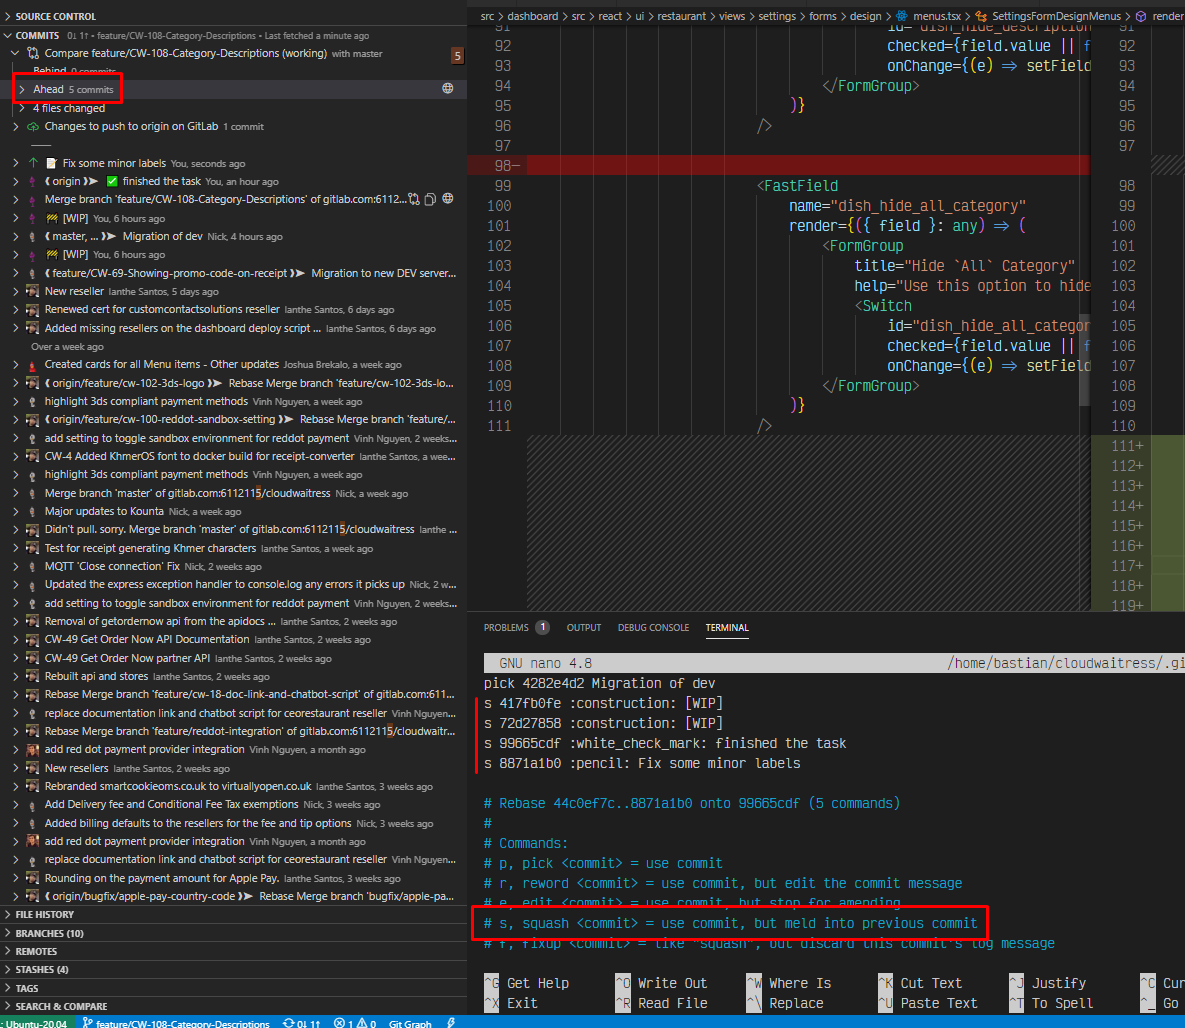 SOURCE CONTROL
COMMITS 0↓ 1↑ • feature/CW-108-Category-Descriptions • Last fetched a minute ago
Compare feature/CW-108-Category-Descriptions (working) with master
5
Behind 0 commits
Ahead 5 commits
4 files changed
Changes to push to origin on GitLab 1 commit
Fix some minor labels You, seconds ago
origin finished the task You, an hour ago
Merge branch 'feature/CW-108-Category-Descriptions' of gitlab.com:6112...
[WIP] You, 6 hours ago
master, ... Migration of dev Nick, 4 hours ago
[WIP] You, 6 hours ago
feature/CW-69-Showing-promo-code-on-receipt Migration to new DEV server...
New reseller Ianthe Santos, 5 days ago
Renewed cert for customcontactsolutions reseller Ianthe Santos, 6 days ago
Added missing resellers on the dashboard deploy script ... Ianthe Santos, 6 days ago
Over a week ago
Created cards for all Menu items - Other updates Joshua Brekalo, a week ago
origin/feature/cw-102-3ds-logo Rebase Merge branch 'feature/cw-102-3ds-lo...
highlight 3ds compliant payment methods Vinh Nguyen, a week ago
origin/feature/cw-100-reddot-sandbox-setting Rebase Merge branch 'feature/...
add setting to toggle sandbox environment for reddot payment Vinh Nguyen, 2 weeks...
CW-4 Added KhmerOS font to docker build for receipt-converter Ianthe Santos, a wee...
highlight 3ds compliant payment methods Vinh Nguyen, a week ago
Merge branch 'master' of gitlab.com:6112115/cloudwaitress Nick, a week ago
Major updates to Kounta Nick, a week ago
Didn't pull. sorry. Merge branch 'master' of gitlab.com:6112115/cloudwaitress Ianthe ...
Test for receipt generating Khmer characters Ianthe Santos, a week ago
MQTT 'Close connection' Fix Nick, 2 weeks ago
Updated the express exception handler to console.log any errors it picks up Nick, 2 w...
add setting to toggle sandbox environment for reddot payment Vinh Nguyen, 2 weeks...
Removal of getordernow api from the apidocs ... Ianthe Santos, 2 weeks ago
CW-49 Get Order Now API Documentation Ianthe Santos, 2 weeks ago
CW-49 Get Order Now partner API Ianthe Santos, 2 weeks ago
Rebuilt api and stores Ianthe Santos, 2 weeks ago
Rebase Merge branch 'feature/cw-18-doc-link-and-chatbot-script' of gitlab.com:611...
replace documentation link and chatbot script for ceorestaurant reseller Vinh Nguyen...
Rebase Merge branch 'feature/reddot-integration' of gitlab.com:6112115/cloudwaitr...
add red dot payment provider integration Vinh Nguyen, a month ago
New resellers Ianthe Santos, 2 weeks ago
Rebranded smartcookieoms.co.uk to virtuallyopen.co.uk Ianthe Santos, 3 weeks ago
Add Delivery fee and Conditional Fee Tax exemptions Nick, 3 weeks ago
Added billing defaults to the resellers for the fee and tip options Nick, 3 weeks ago
add red dot payment provider integration Vinh Nguyen, a month ago
replace documentation link and chatbot script for ceorestaurant reseller Vinh Nguyen...
Rounding on the payment amount for Apple Pay. Ianthe Santos, 3 weeks ago
origin/bugfix/apple-pay-country-code Rebase Merge branch 'bugfix/apple-pa...
FILE HISTORY
BRANCHES (10)
REMOTES
STASHES (4)
TAGS
SEARCH & COMPARE
: Ubuntu-20.04 feature/CW-108-Category-Descriptions 0↓ 1↑ 1 0 Git Graph
src > dashboard > src > react > ui > restaurant > views > settings > forms > design > menus.tsx > SettingsFormDesignMenus > render
91 id="dish_hide_description 91
92 checked={field.value || f 92
93 onChange={(e) => setField 93
94 </FormGroup> 94
95 )} 95
96 /> 96
97 97
98-
99 <FastField 98
100 name="dish_hide_all_category" 99
101 render={({ field }: any) => ( 100
102 <FormGroup 101
103 title="Hide `All` Category" 102
104 help="Use this option to hide 103
105 <Switch 104
106 id="dish_hide_all_categor 105
107 checked={field.value || f 106
108 onChange={(e) => setField 107
109 </FormGroup> 108
110 )} 109
111 /> 110
111+
112+
113+
114+
115+
116+
117+
118+
119+
PROBLEMS 1 OUTPUT DEBUG CONSOLE TERMINAL
GNU nano 4.8 /home/bastian/cloudwaitress/.gi
pick 4282e4d2 Migration of dev
s 417fb0fe :construction: [WIP]
s 72d27858 :construction: [WIP]
s 99665cdf :white_check_mark: finished the task
s 8871a1b0 :pencil: Fix some minor labels
# Rebase 44c0ef7c..8871a1b0 onto 99665cdf (5 commands)
#
# Commands:
# p, pick <commit> = use commit
# r, reword <commit> = use commit, but edit the commit message
# e, edit <commit> = use commit, but stop for amending
# s, squash <commit> = use commit, but meld into previous commit
# f, fixup <commit> = like "squash", but discard this commit's log message
^G Get Help ^O Write Out ^W Where Is ^K Cut Text ^J Justify ^C Cur
^X Exit ^R Read File ^\ Replace ^U Paste Text ^T To Spell ^_ Go